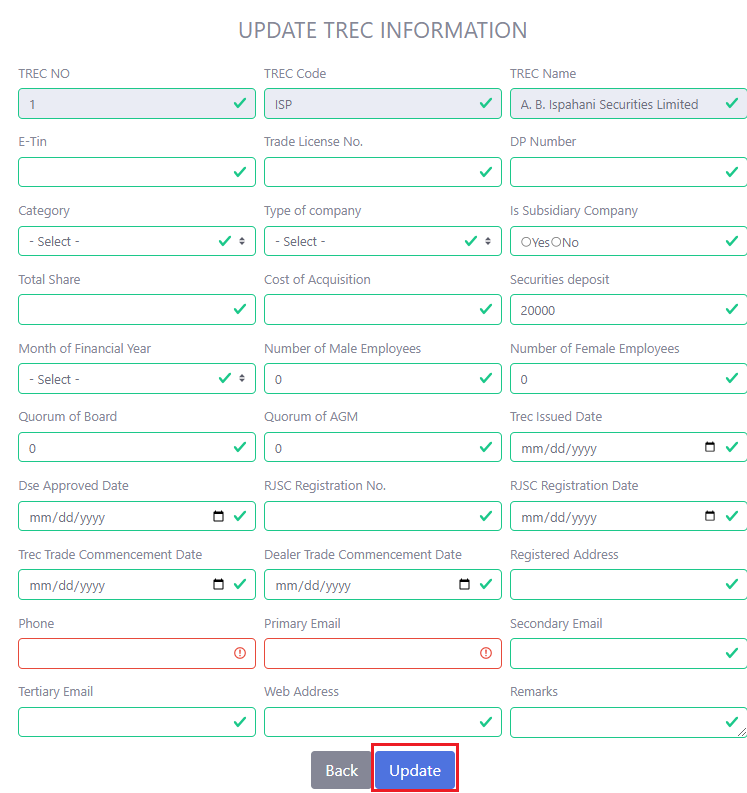 UPDATE TREC INFORMATION
TREC NO TREC Code TREC Name
1 ISP A. B. Ispahani Securities Limited
E-Tin Trade License No. DP Number
Category Type of company Is Subsidiary Company
- Select - - Select - Yes No
Total Share Cost of Acquisition Securities deposit
20000
Month of Financial Year Number of Male Employees Number of Female Employees
- Select - 0 0
Quorum of Board Quorum of AGM Trec Issued Date
0 0 mm/dd/yyyy
Dse Approved Date RJSC Registration No. RJSC Registration Date
mm/dd/yyyy mm/dd/yyyy
Trec Trade Commencement Date Dealer Trade Commencement Date Registered Address
mm/dd/yyyy mm/dd/yyyy
Phone Primary Email Secondary Email
Tertiary Email Web Address Remarks
Back Update